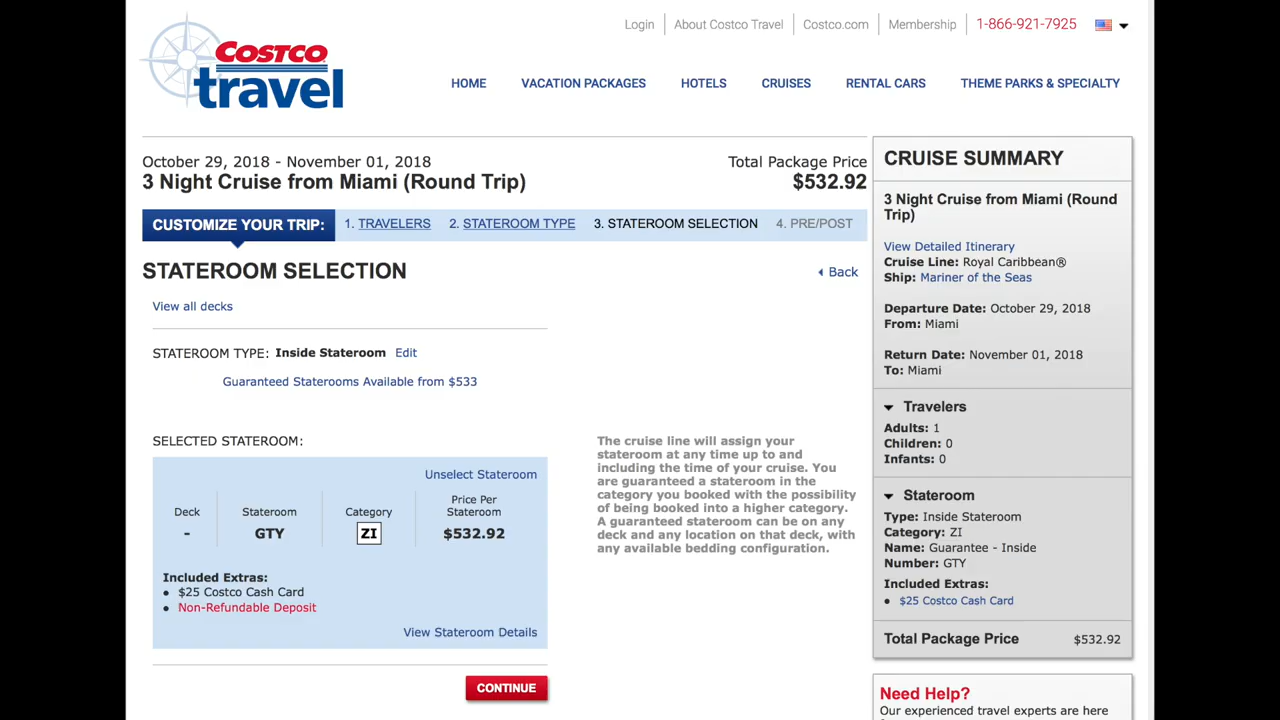 Login
About Costco Travel
Costco.com
Membership
1-866-921-7925
COSTCO
travel
HOME
VACATION PACKAGES
HOTELS
CRUISES
RENTAL CARS
THEME PARKS & SPECIALTY
October 29, 2018 - November 01, 2018
3 Night Cruise from Miami (Round Trip)
Total Package Price
$532.92
CUSTOMIZE YOUR TRIP:
1. TRAVELERS
2. STATEROOM TYPE
3. STATEROOM SELECTION
4. PRE/POST
STATEROOM SELECTION
Back
View all decks
STATEROOM TYPE: Inside Stateroom Edit
Guaranteed Staterooms Available from $533
SELECTED STATEROOM:
Unselect Stateroom
Deck
-
Stateroom
GTY
Category
ZI
Price Per
Stateroom
$532.92
Included Extras:
• $25 Costco Cash Card
• Non-Refundable Deposit
View Stateroom Details
CONTINUE
The cruise line will assign your
stateroom at any time up to and
including the time of your cruise. You
are guaranteed a stateroom in the
category you booked with the possibility
of being booked into a higher category.
A guaranteed stateroom can be on any
deck and any location on that deck, with
any available bedding configuration.
CRUISE SUMMARY
3 Night Cruise from Miami (Round
Trip)
View Detailed Itinerary
Cruise Line: Royal Caribbean®
Ship: Mariner of the Seas
Departure Date: October 29, 2018
From: Miami
Return Date: November 01, 2018
To: Miami
Travelers
Adults: 1
Children: 0
Infants: 0
Stateroom
Type: Inside Stateroom
Category: ZI
Name: Guarantee - Inside
Number: GTY
Included Extras:
• $25 Costco Cash Card
Total Package Price $532.92
Need Help?
Our experienced travel experts are here